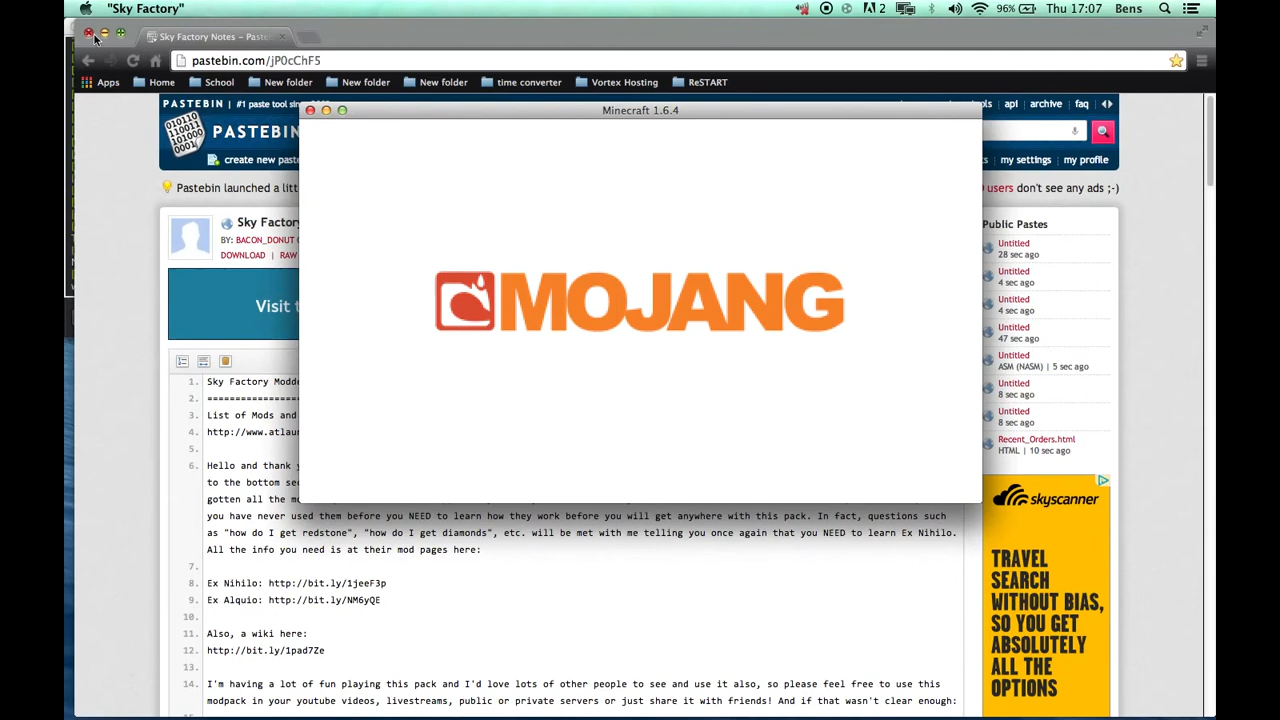 "Sky Factory"
2
96%
Thu 17:07
Bens
Sky Factory Notes - Paste
pastebin.com/jP0cChF5
Apps
Home
School
New folder
New folder
New folder
time converter
Vortex Hosting
ReSTART
PASTEBIN | #1 paste tool sinc
api
archive
faq
PASTEBIN
create new paste
my settings
my profile
Minecraft 1.6.4
Pastebin launched a litt
users don't see any ads ;-)
Sky Factory
BY: BACON_DONUT
DOWNLOAD | RAW
Visit t
MOJANG
Public Pastes
Untitled
28 sec ago
Untitled
4 sec ago
Untitled
4 sec ago
Untitled
47 sec ago
Untitled
ASM (NASM) | 5 sec ago
Untitled
8 sec ago
Untitled
8 sec ago
Recent_Orders.html
HTML | 10 sec ago
skyscanner
TRAVEL
SEARCH
WITHOUT BIAS,
SO YOU GET
ABSOLUTELY
ALL THE
OPTIONS
1. Sky Factory Modde
2. ================
3. List of Mods and
4. http://www.atlaun
5.
6. Hello and thank y
to the bottom sec
gotten all the mo
you have never used them before you NEED to learn how they work before you will get anywhere with this pack. In fact, questions such
as "how do I get redstone", "how do I get diamonds", etc. will be met with me telling you once again that you NEED to learn Ex Nihilo.
All the info you need is at their mod pages here:
7.
8. Ex Nihilo: http://bit.ly/1jeeF3p
9. Ex Alquio: http://bit.ly/NM6yQE
10.
11. Also, a wiki here:
12. http://bit.ly/1pad7Ze
13.
14. I'm having a lot of fun playing this pack and I'd love lots of other people to see and use it also, so please feel free to use this
modpack in your youtube videos, livestreams, public or private servers or just share it with friends! And if that wasn't clear enough: